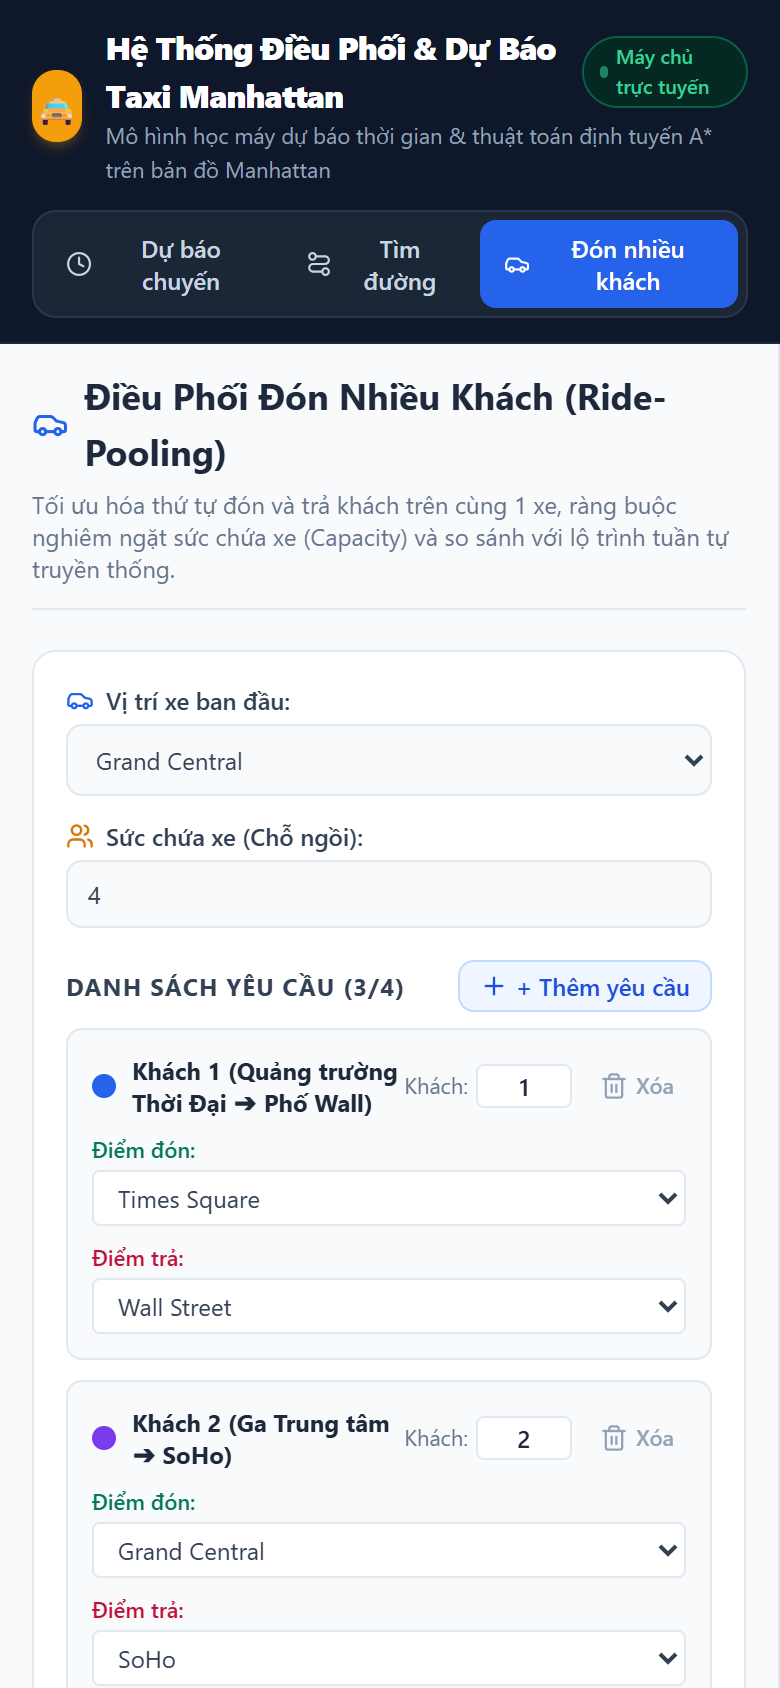 Hệ Thống Điều Phối & Dự Báo
Taxi Manhattan
Máy chủ
trực tuyến
Mô hình học máy dự báo thời gian & thuật toán định tuyến A*
trên bản đồ Manhattan
Dự báo
chuyến
Tìm
đường
Đón nhiều
khách
Điều Phối Đón Nhiều Khách (Ride-
Pooling)
Tối ưu hóa thứ tự đón và trả khách trên cùng 1 xe, ràng buộc
nghiêm ngặt sức chứa xe (Capacity) và so sánh với lộ trình tuần tự
truyền thống.
Vị trí xe ban đầu:
Grand Central
Sức chứa xe (Chỗ ngồi):
4
DANH SÁCH YÊU CẦU (3/4)
+ Thêm yêu cầu
Khách 1 (Quảng trường
Thời Đại ➔ Phố Wall)
Khách: 1
Xóa
Điểm đón:
Times Square
Điểm trả:
Wall Street
Khách 2 (Ga Trung tâm
➔ SoHo)
Khách: 2
Xóa
Điểm đón:
Grand Central
Điểm trả:
SoHo